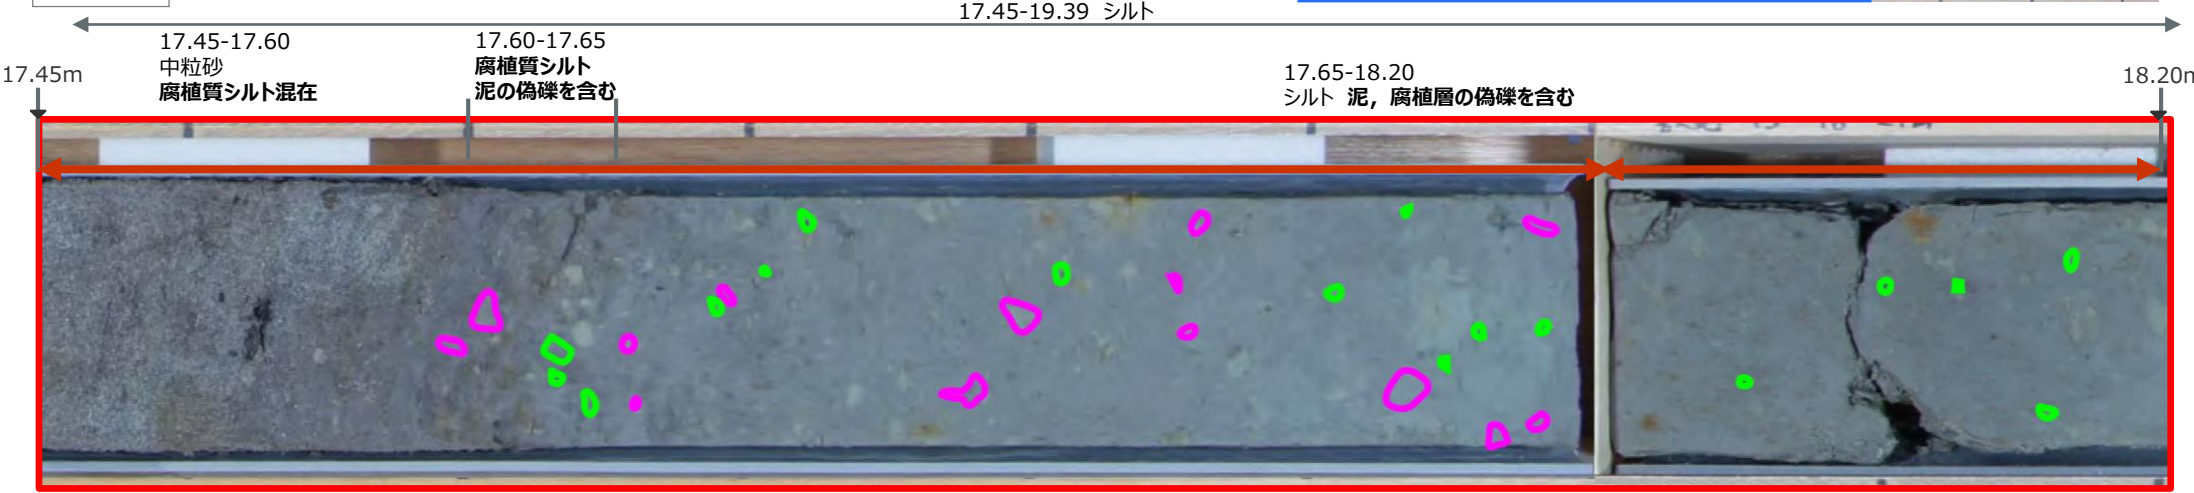 17.45-19.39 シルト
17.45-17.60
中粒砂
腐植質シルト混在
17.60-17.65
腐植質シルト
泥の偽礫を含む
17.65-18.20
シルト 泥，腐植層の偽礫を含む
17.45m
18.20m